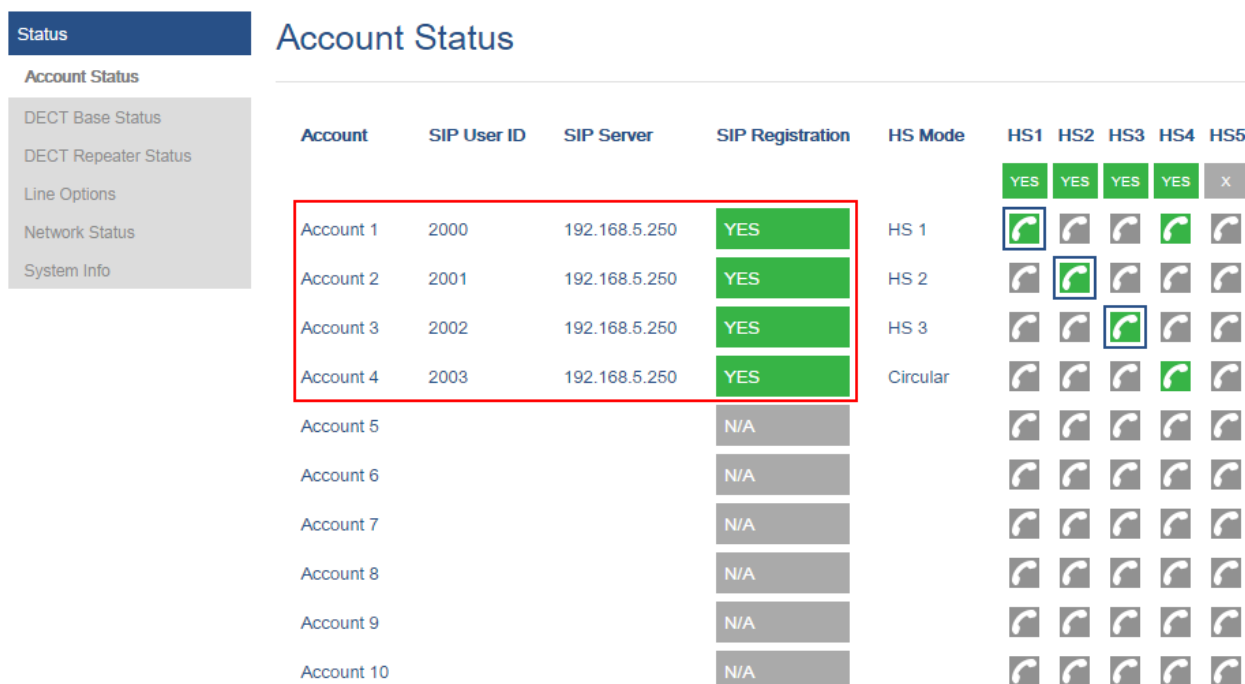 Status
Account Status
DECT Base Status
DECT Repeater Status
Line Options
Network Status
System Info
Account Status
Account SIP User ID SIP Server SIP Registration HS Mode HS1 HS2 HS3 HS4 HS5
YES YES YES YES X
Account 1 2000 192.168.5.250 YES HS 1
Account 2 2001 192.168.5.250 YES HS 2
Account 3 2002 192.168.5.250 YES HS 3
Account 4 2003 192.168.5.250 YES Circular
Account 5 N/A
Account 6 N/A
Account 7 N/A
Account 8 N/A
Account 9 N/A
Account 10 N/A